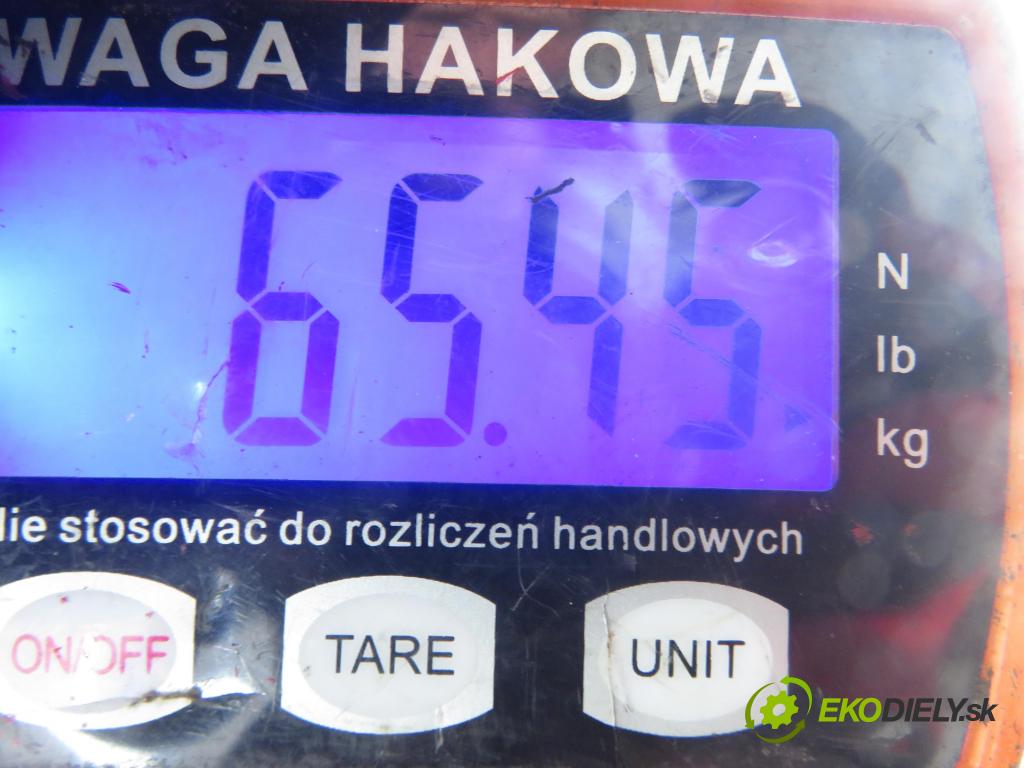 WAGA HAKOWA
65.45
N
lb
kg
lie stosować do rozliczeń handlowych
ON/OFF
TARE
UNIT
EKODIELY.sk